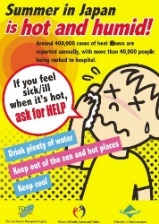 Summer in Japan
is hot and humid!
Around 400,000 cases of heat illness are
reported annually, with more than 40,000 people
being rushed to hospital.
If you feel
sick/ill
when it's hot,
ask for HELP
Drink plenty of water
Keep out of the sun and hot places
Keep cool